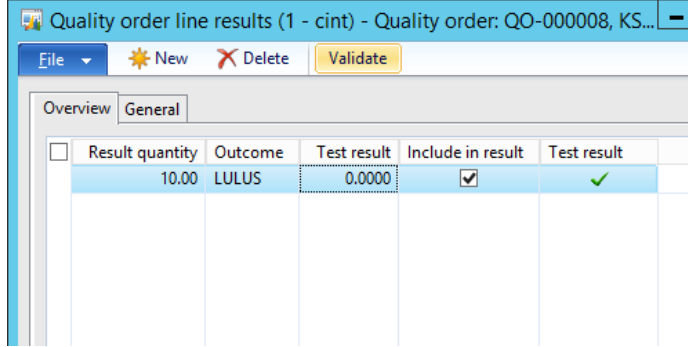 Quality order line results (1 - cint) - Quality order: QO-000008, KS...
File New Delete Validate
Overview General
Result quantity Outcome Test result Include in result Test result
10.00 LULUS 0.0000